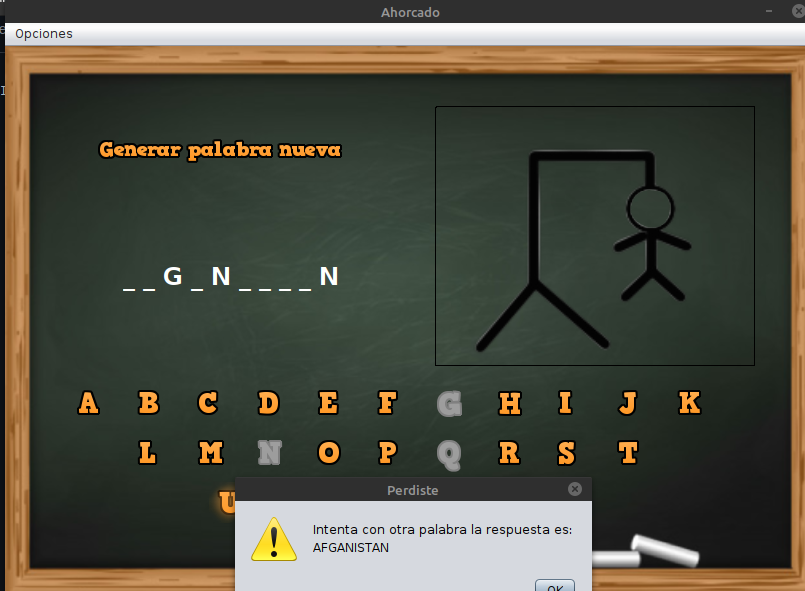 Ahorcado
Opciones
Generar palabra nueva
_ _ G _ N _ _ _ _ N
A B C D E F G H I J K
L M N O P Q R S T
U
Perdiste
Intenta con otra palabra la respuesta es:
AFGANISTAN
OK